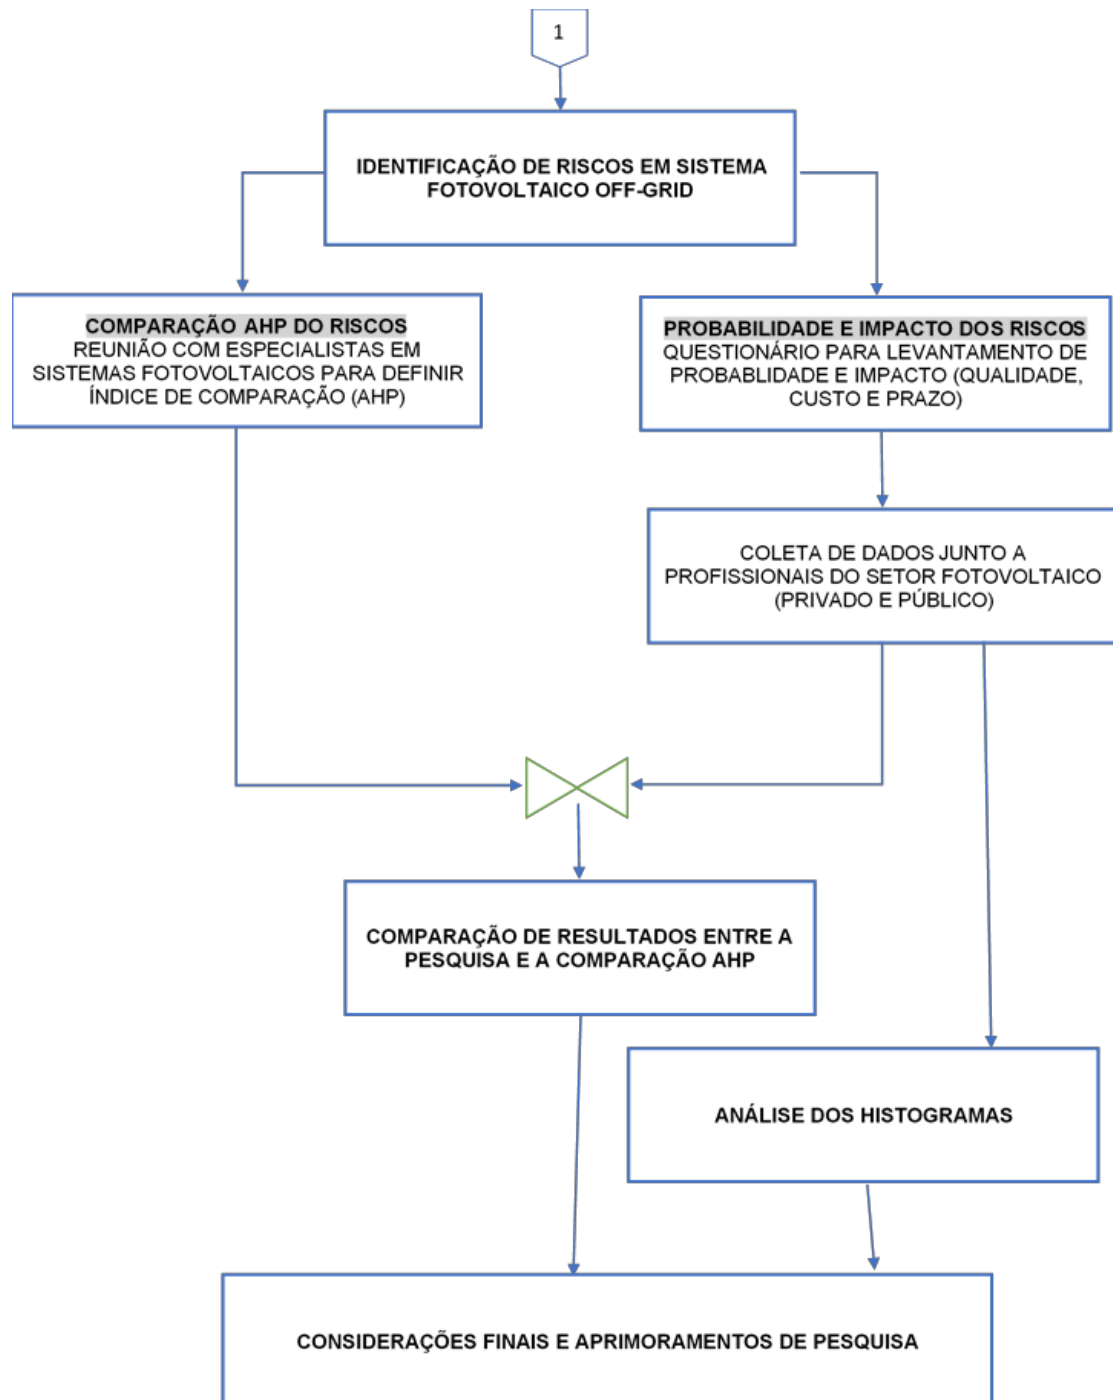 1
IDENTIFICAÇÃO DE RISCOS EM SISTEMA
FOTOVOLTAICO OFF-GRID
COMPARAÇÃO AHP DO RISCOS
REUNIÃO COM ESPECIALISTAS EM
SISTEMAS FOTOVOLTAICOS PARA DEFINIR
ÍNDICE DE COMPARAÇÃO (AHP)
PROBABILIDADE E IMPACTO DOS RISCOS
QUESTIONÁRIO PARA LEVANTAMENTO DE
PROBABLIDADE E IMPACTO (QUALIDADE,
CUSTO E PRAZO)
COLETA DE DADOS JUNTO A
PROFISSIONAIS DO SETOR FOTOVOLTAICO
(PRIVADO E PÚBLICO)
COMPARAÇÃO DE RESULTADOS ENTRE A
PESQUISA E A COMPARAÇÃO AHP
ANÁLISE DOS HISTOGRAMAS
CONSIDERAÇÕES FINAIS E APRIMORAMENTOS DE PESQUISA